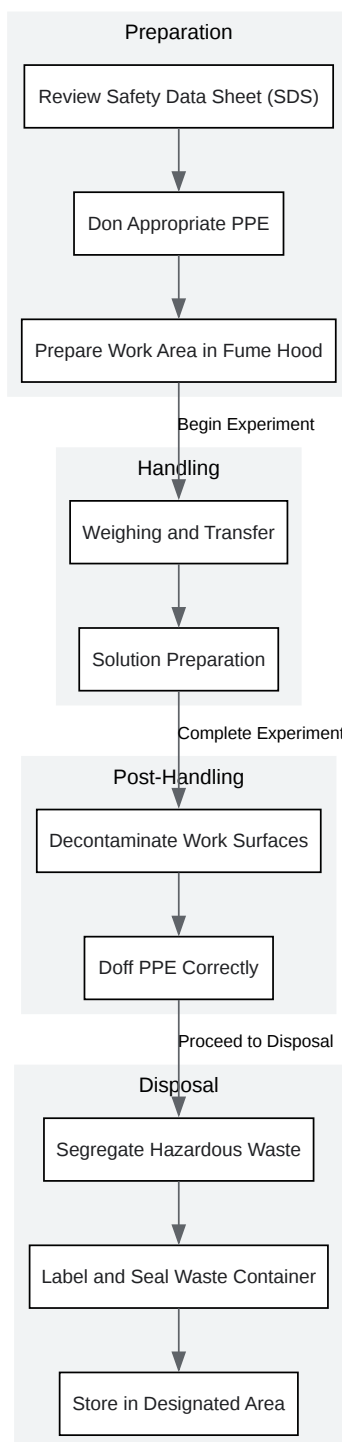 Preparation
Review Safety Data Sheet (SDS)
Don Appropriate PPE
Prepare Work Area in Fume Hood
Begin Experiment
Handling
Weighing and Transfer
Solution Preparation
Complete Experiment
Post-Handling
Decontaminate Work Surfaces
Doff PPE Correctly
Proceed to Disposal
Disposal
Segregate Hazardous Waste
Label and Seal Waste Container
Store in Designated Area